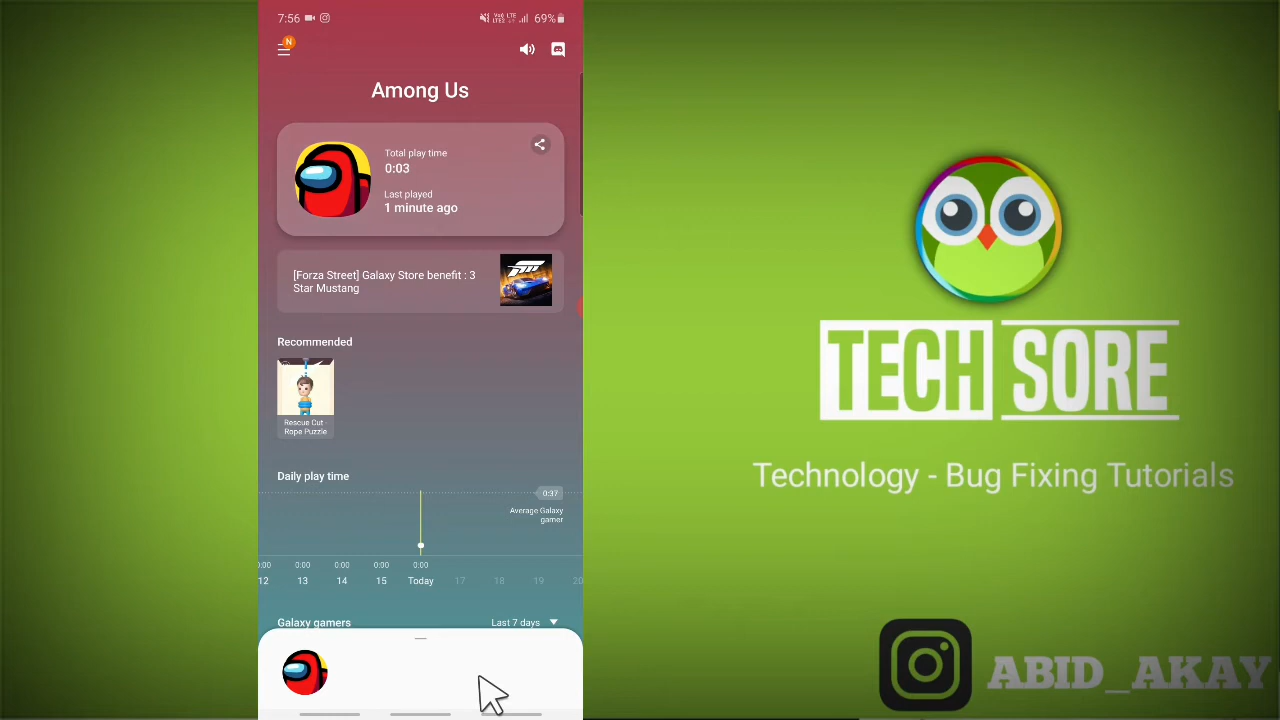 7:56
69%
N
Among Us
Total play time
0:03
Last played
1 minute ago
[Forza Street] Galaxy Store benefit : 3
Star Mustang
Recommended
Rescue Cut -
Rope Puzzle
Daily play time
0:37
Average Galaxy
gamer
0:00 0:00 0:00 0:00
12 13 14 15 Today 17 18 19 20
Galaxy gamers
Last 7 days
TECH SORE
Technology - Bug Fixing Tutorials
ABID_AKAY